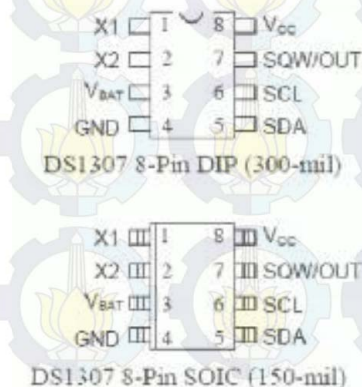 X1 1 8 Vcc
X2 2 7 SQW/OUT
VBAT 3 6 SCL
GND 4 5 SDA
DS1307 8-Pin DIP (300-mil)
X1 1 8 Vcc
X2 2 7 SQW/OUT
VBAT 3 6 SCL
GND 4 5 SDA
DS1307 8-Pin SOIC (150-mil)